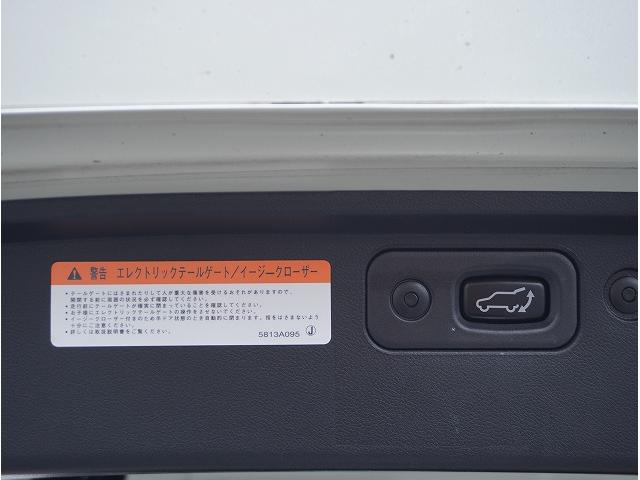 警告 エレクトリックテールゲート/イージークローザー
・テールゲートにはさまれたりして人が重大な傷害を受けるおそれがありますので、
開閉する前に周囲の状況を必ず確認してください。
・走行前にテールゲートが確実に閉まっていることを確認してください。
・お子様にエレクトリックテールゲートの操作をさせないでください。
・イージークローザー付きのため半ドア状態のとき自動的に閉まります。指をはさまないよう
十分にご注意ください。
・詳しくは取扱説明書をご覧ください。
5813A095 J